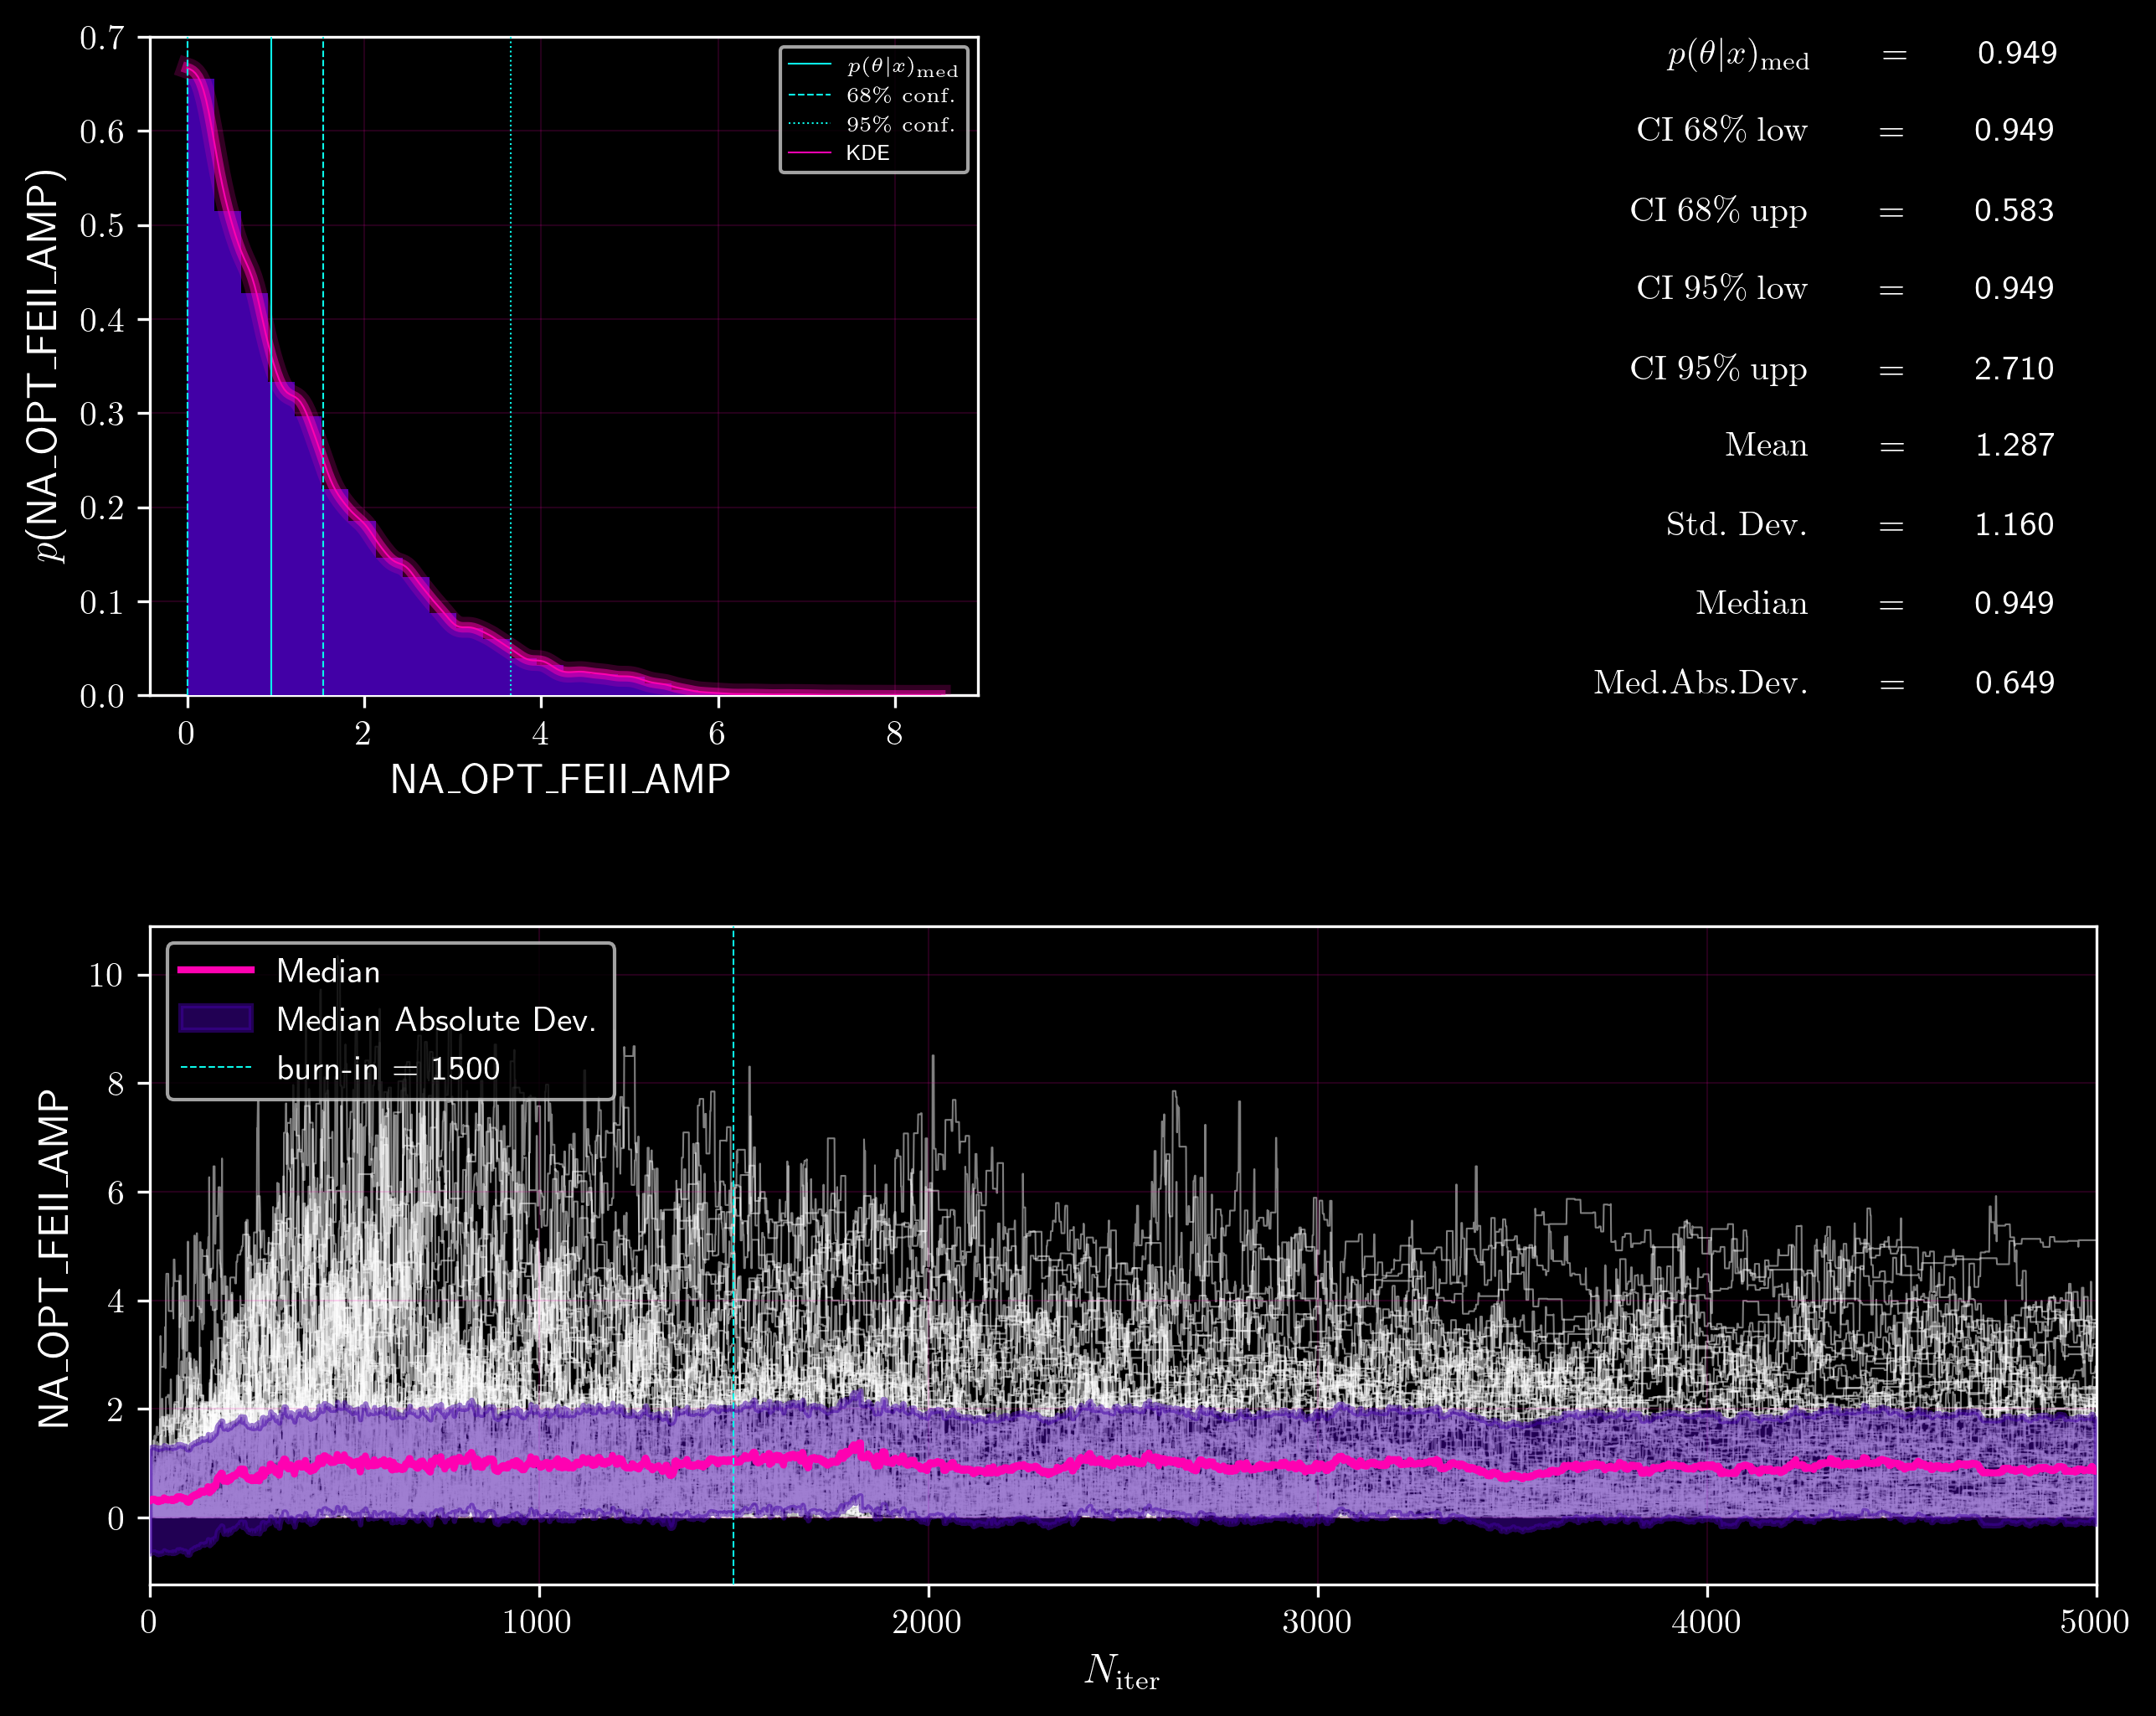 0.7
0.6
0.5
0.4
0.3
0.2
0.1
0.0
p(NA_OPT_FEII_AMP)
0 2 4 6 8
NA_OPT_FEII_AMP
p(θ|x)med
68% conf.
95% conf.
KDE
p(θ|x)med = 0.949
CI 68% low = 0.949
CI 68% upp = 0.583
CI 95% low = 0.949
CI 95% upp = 2.710
Mean = 1.287
Std. Dev. = 1.160
Median = 0.949
Med.Abs.Dev. = 0.649
10
8
6
4
2
0
NA_OPT_FEII_AMP
Median
Median Absolute Dev.
burn-in = 1500
0 1000 2000 3000 4000 5000
Niter